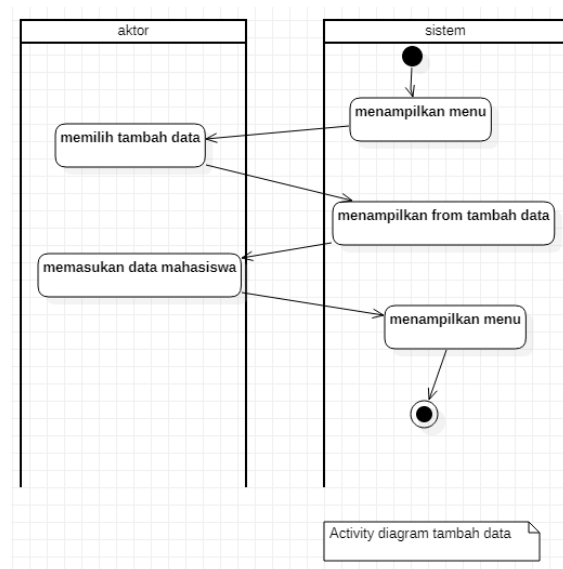 aktor
sistem
menampilkan menu
memilih tambah data
menampilkan from tambah data
memasukan data mahasiswa
menampilkan menu
Activity diagram tambah data